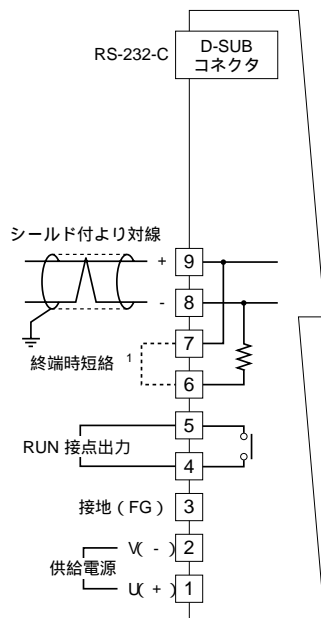 RS-232-C
D-SUB
コネクタ
シールド付より対線
+ 9
- 8
7
終端時短絡 1
6
5
RUN 接点出力
4
接地(FG) 3
V( - ) 2
供給電源
U( + ) 1